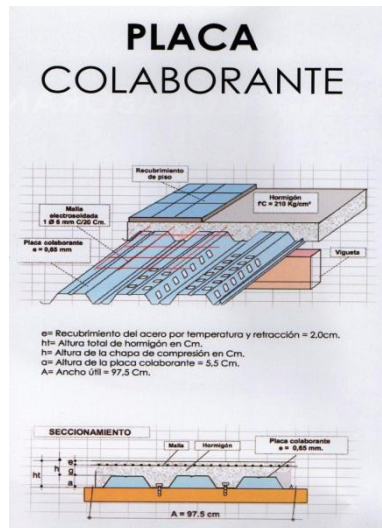 PLACA
COLABORANTE
Recubrimiento
de piso
Hormigón
f'C = 210 Kg/cm²
Malla
electrosoldada
1 Ø 6 mm C/20 Cm.
Placa colaborante
e = 0,65 mm
Vigueta
e= Recubrimiento del acero por temperatura y retracción = 2,0cm.
ht= Altura total de hormigón en Cm.
h= Altura de la chapa de compresión en Cm.
a= Altura de la placa colaborante = 5,5 Cm.
A= Ancho útil = 97,5 Cm.
SECCIONAMIENTO
Malla
Hormigón
Placa colaborante
e = 0,65 mm.
ht
h
e
g
a
A = 97.5 cm